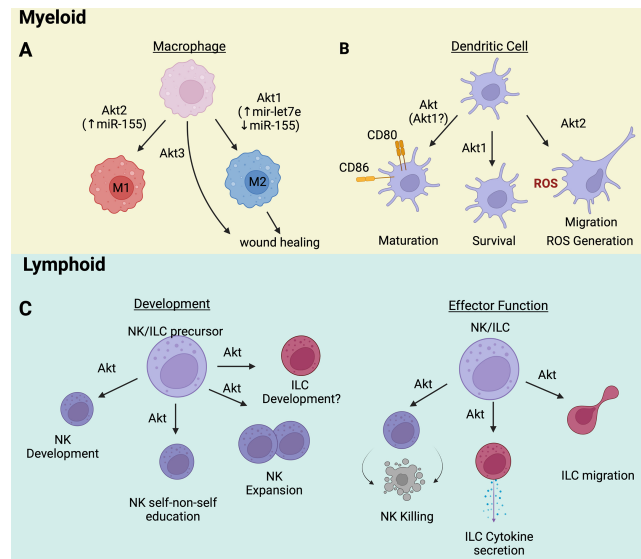 Myeloid
A
Macrophage
Akt2
(↑miR-155)
Akt1
(↑mir-let7e
↓miR-155)
Akt3
M1
M2
wound healing
B
Dendritic Cell
Akt
(Akt1?)
Akt1
Akt2
CD80
CD86
ROS
Maturation
Survival
Migration
ROS Generation
Lymphoid
C
Development
NK/ILC precursor
Akt
Akt
Akt
Akt
ILC
Development?
NK
Development
NK self-non-self
education
NK
Expansion
Effector Function
NK/ILC
Akt
Akt
Akt
NK Killing
ILC Cytokine
secretion
ILC migration